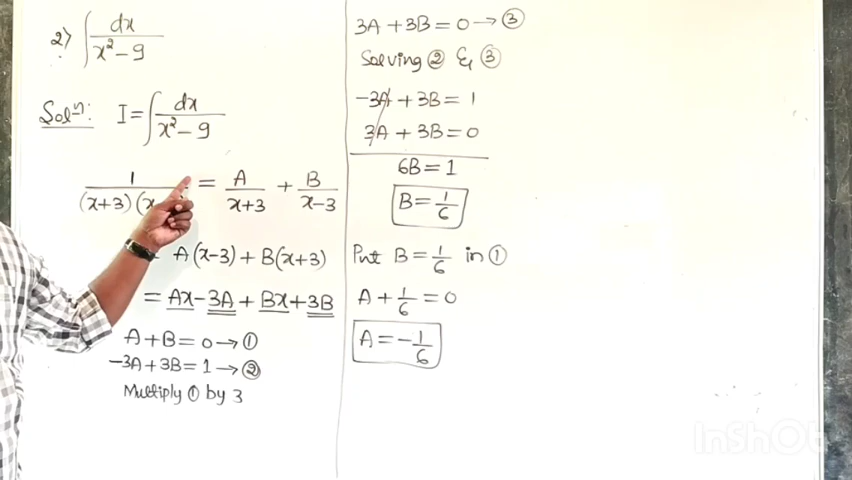 2) ∫ dx / x² − 9
Solⁿ: I = ∫ dx / x² − 9
1 / (x+3)(x = A / x+3 + B / x−3
A(x−3) + B(x+3)
= Ax − 3A + Bx + 3B
A + B = 0 → ①
−3A + 3B = 1 → ②
Multiply ① by 3
3A + 3B = 0 → ③
Solving ② & ③
−3A + 3B = 1
3A + 3B = 0
6B = 1
B = 1/6
Put B = 1/6 in ①
A + 1/6 = 0
A = −1/6
InShOt